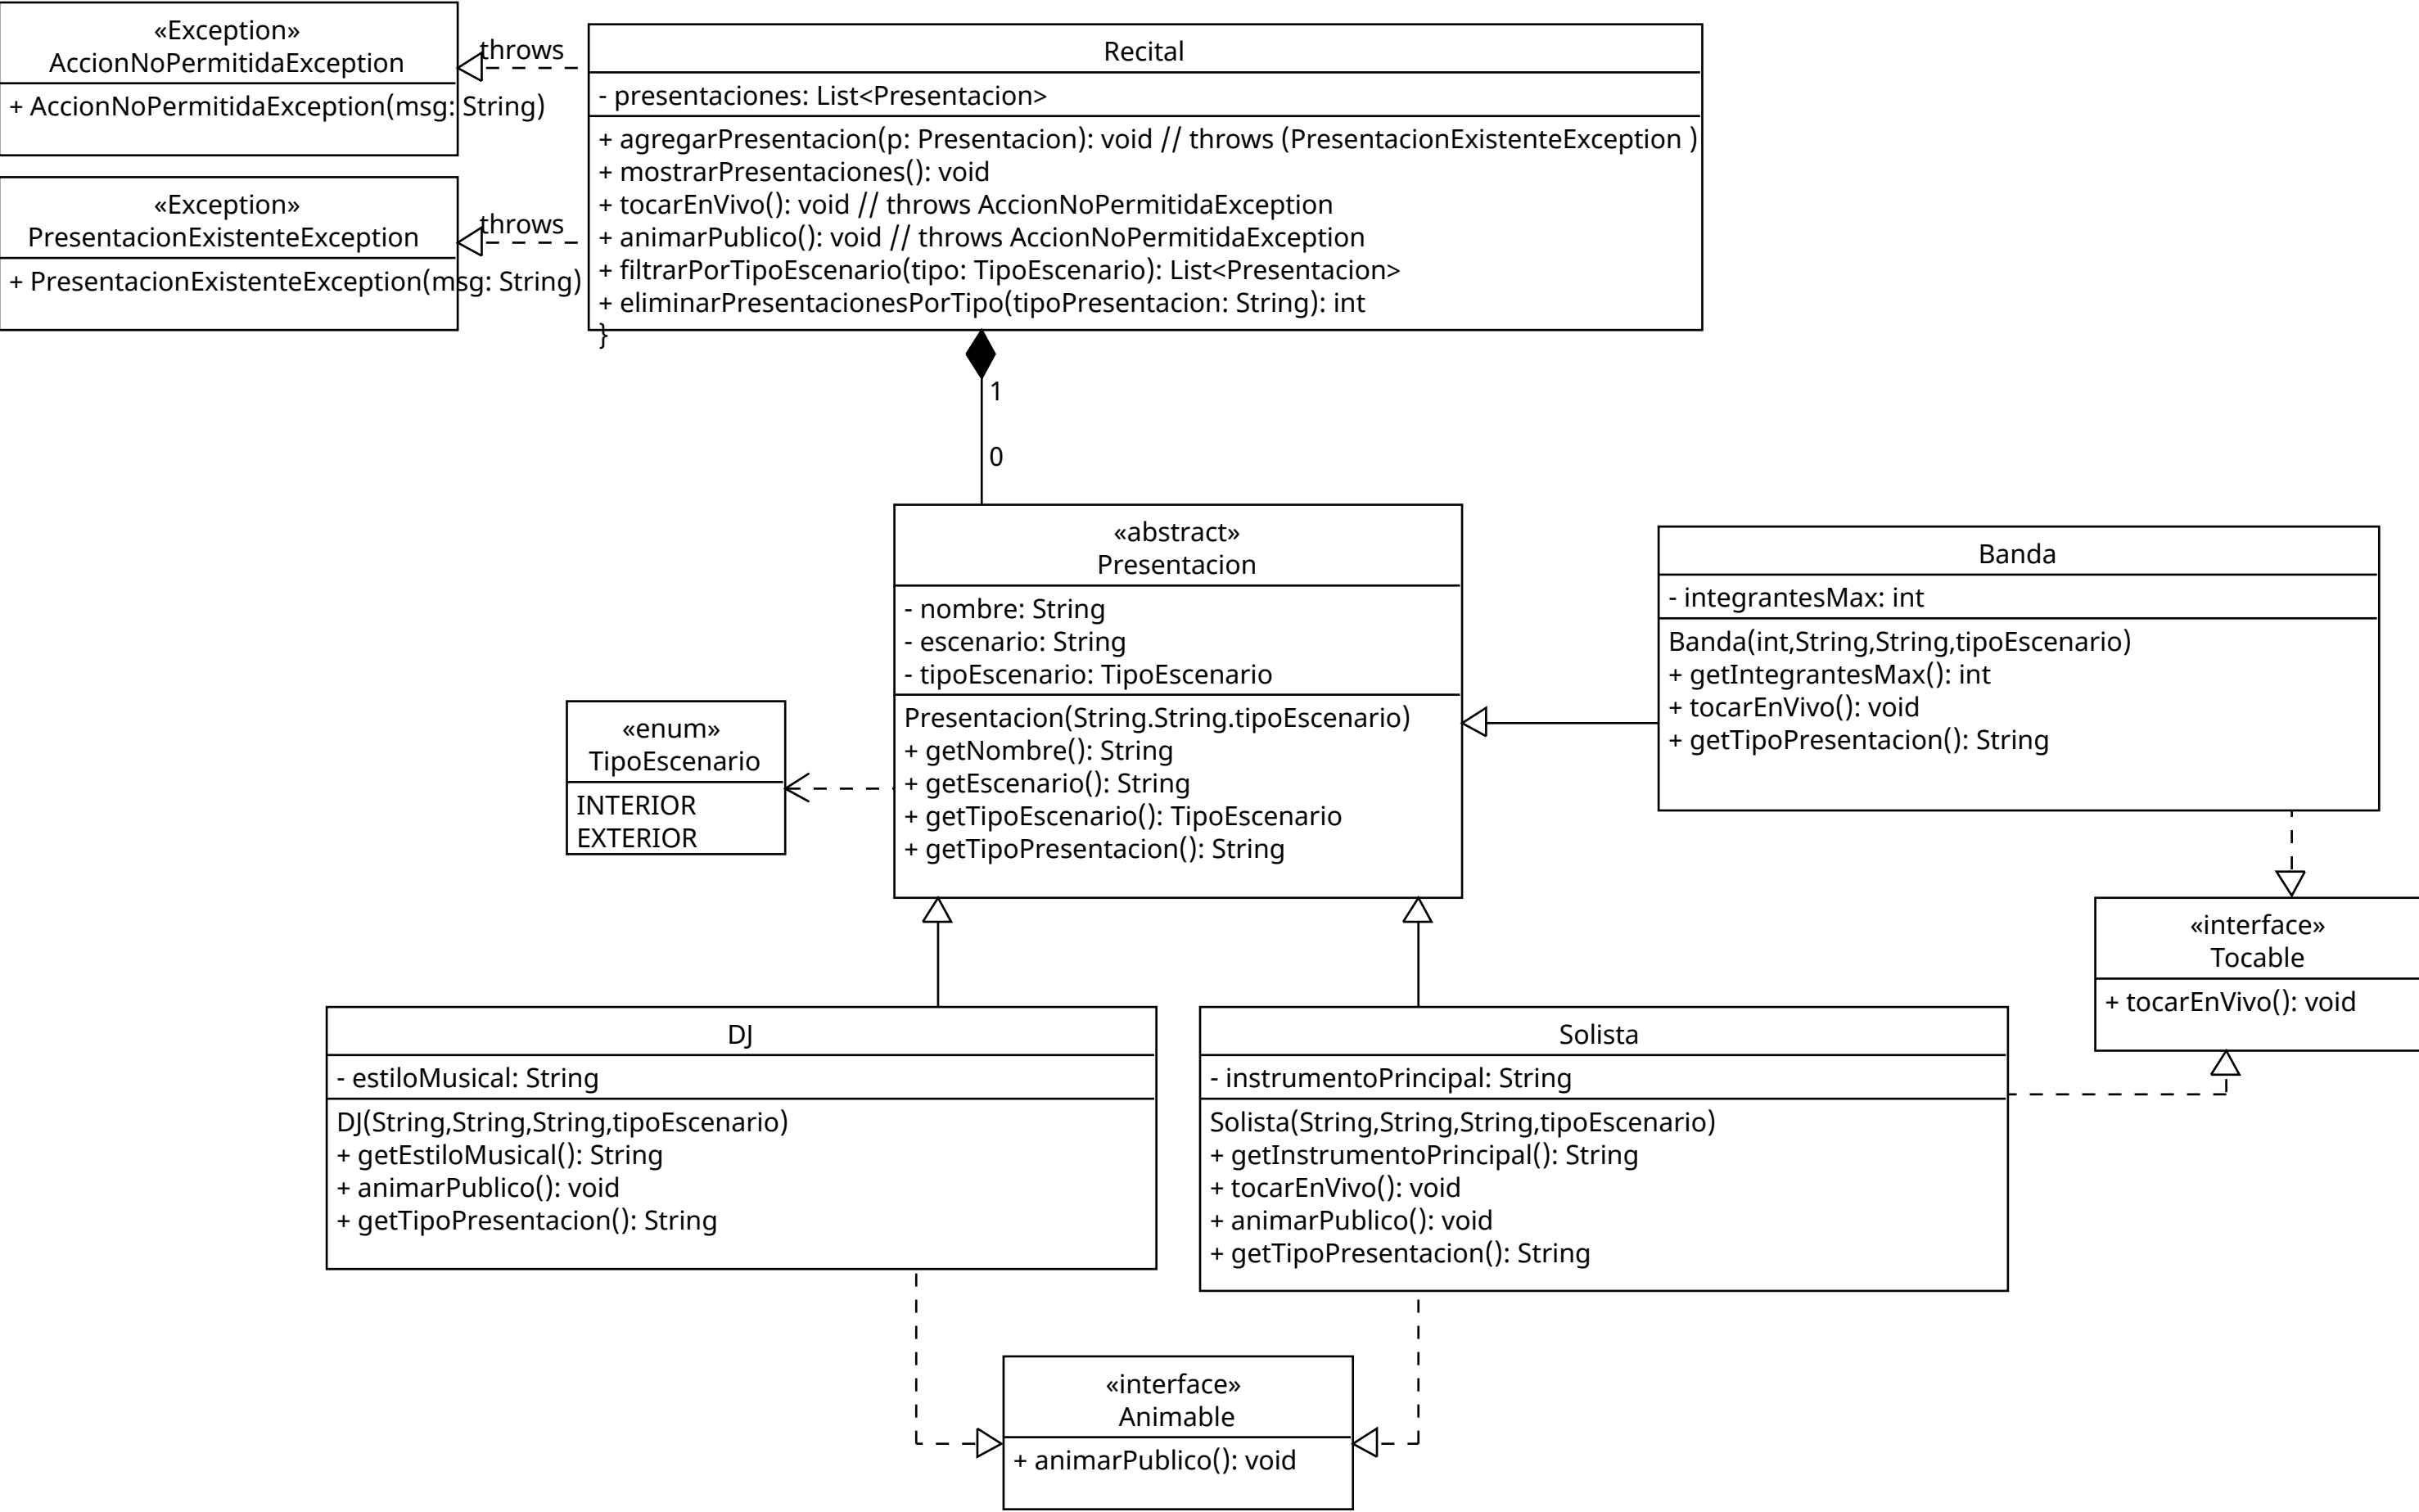 «Exception»
AccionNoPermitidaException
+ AccionNoPermitidaException(msg: String)
throws
«Exception»
PresentacionExistenteException
+ PresentacionExistenteException(msg: String)
throws
Recital
- presentaciones: List<Presentacion>
+ agregarPresentacion(p: Presentacion): void // throws (PresentacionExistenteException )
+ mostrarPresentaciones(): void
+ tocarEnVivo(): void // throws AccionNoPermitidaException
+ animarPublico(): void // throws AccionNoPermitidaException
+ filtrarPorTipoEscenario(tipo: TipoEscenario): List<Presentacion>
+ eliminarPresentacionesPorTipo(tipoPresentacion: String): int
}
1
0
«abstract»
Presentacion
- nombre: String
- escenario: String
- tipoEscenario: TipoEscenario
Presentacion(String.String.tipoEscenario)
+ getNombre(): String
+ getEscenario(): String
+ getTipoEscenario(): TipoEscenario
+ getTipoPresentacion(): String
Banda
- integrantesMax: int
Banda(int,String,String,tipoEscenario)
+ getIntegrantesMax(): int
+ tocarEnVivo(): void
+ getTipoPresentacion(): String
«enum»
TipoEscenario
INTERIOR
EXTERIOR
«interface»
Tocable
+ tocarEnVivo(): void
DJ
- estiloMusical: String
DJ(String,String,String,tipoEscenario)
+ getEstiloMusical(): String
+ animarPublico(): void
+ getTipoPresentacion(): String
Solista
- instrumentoPrincipal: String
Solista(String,String,String,tipoEscenario)
+ getInstrumentoPrincipal(): String
+ tocarEnVivo(): void
+ animarPublico(): void
+ getTipoPresentacion(): String
«interface»
Animable
+ animarPublico(): void